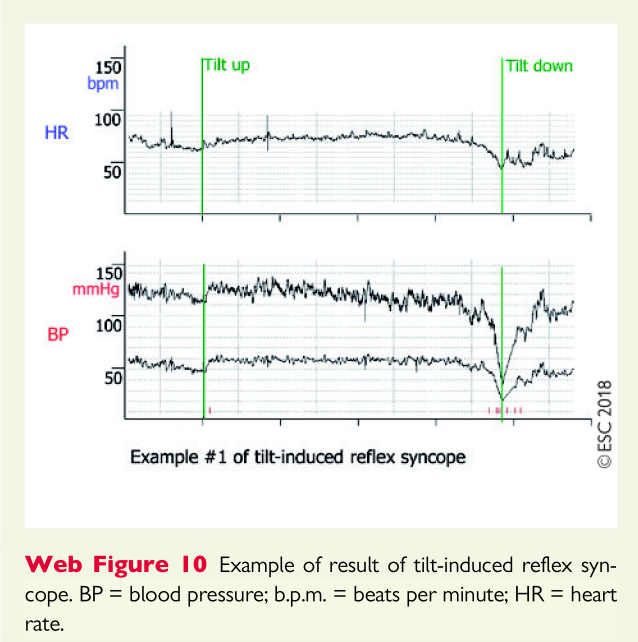 150
Tilt up
Tilt down
bpm
100
HR
50
150
mmHg
100
BP
50
© ESC 2018
Example #1 of tilt-induced reflex syncope
Web Figure 10 Example of result of tilt-induced reflex syn-
cope. BP = blood pressure; b.p.m. = beats per minute; HR = heart
rate.